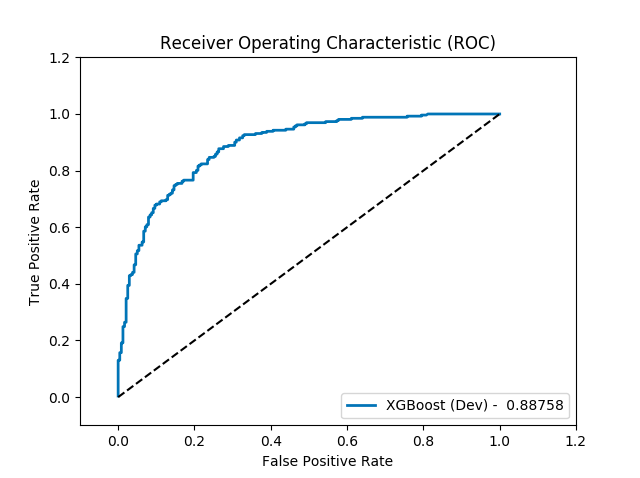 Receiver Operating Characteristic (ROC)
1.2
1.0
0.8
0.6
0.4
0.2
0.0
True Positive Rate
XGBoost (Dev) -  0.88758
0.0 0.2 0.4 0.6 0.8 1.0 1.2
False Positive Rate